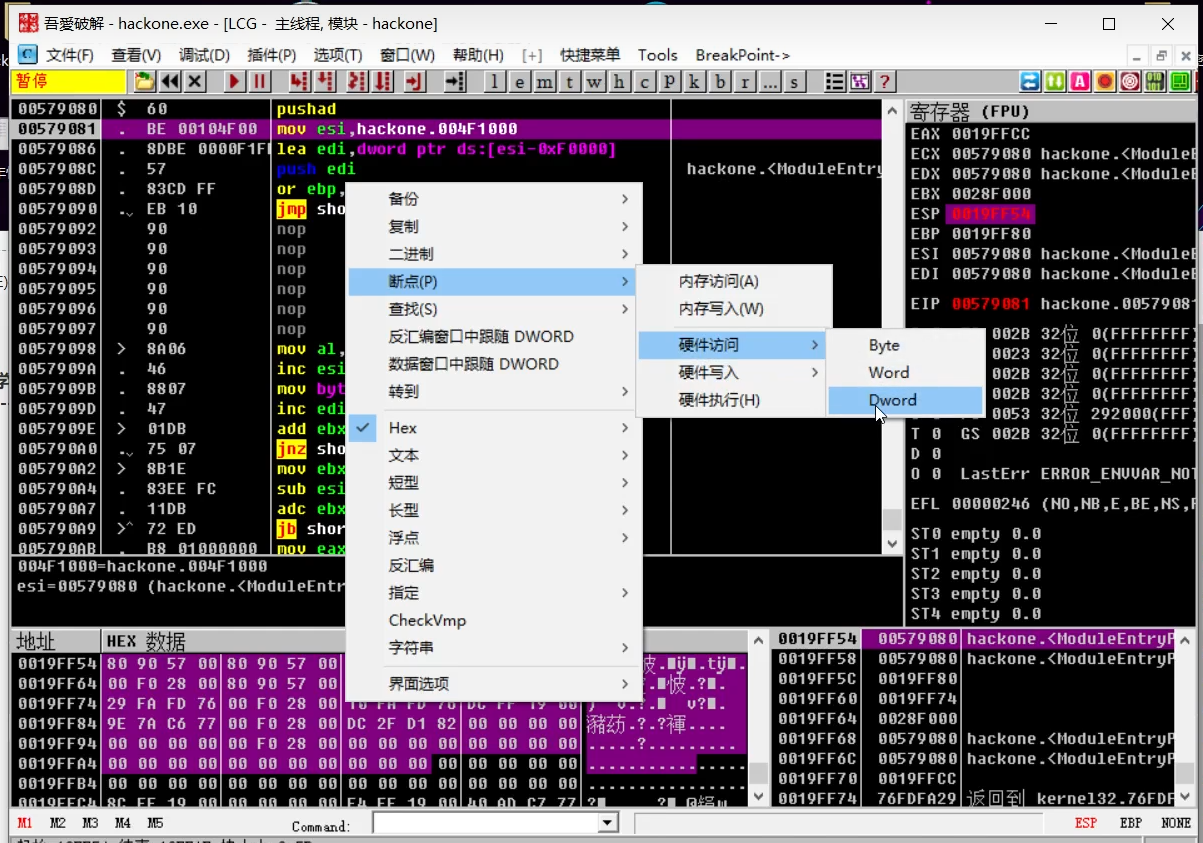 吾愛破解 - hackone.exe - [LCG - 主线程, 模块 - hackone]
文件(F) 查看(V) 调试(D) 插件(P) 选项(T) 窗口(W) 帮助(H) [+] 快捷菜单 Tools BreakPoint->
暂停 l e m t w h c P k b r ... s ?
00579080 $ 60 pushad
00579081 . BE 00104F00 mov esi,hackone.004F1000
00579086 . 8DBE 0000F1F lea edi,dword ptr ds:[esi-0xF0000]
0057908C . 57 push edi hackone.<ModuleEntry
0057908D . 83CD FF or ebp,
00579090 . EB 10 jmp sho
00579092 90 nop
00579093 90 nop
00579094 90 nop
00579095 90 nop
00579096 90 nop
00579097 90 nop
00579098 > 8A06 mov al,
0057909A . 46 inc esi
0057909B . 8807 mov byt
0057909D . 47 inc edi
0057909E > 01DB add ebx
005790A0 . 75 07 jnz sho
005790A2 > 8B1E mov ebx
005790A4 . 83EE FC sub esi
005790A7 . 11DB adc ebx
005790A9 >^ 72 ED jb shor
005790AB . B8 01000000 mov eax
004F1000=hackone.004F1000
esi=00579080 (hackone.<ModuleEntr
寄存器 (FPU)
EAX 0019FFCC
ECX 00579080 hackone.<ModuleE
EDX 00579080 hackone.<ModuleE
EBX 0028F000
ESP 0019FF54
EBP 0019FF80
ESI 00579080 hackone.<ModuleE
EDI 00579080 hackone.<ModuleE
EIP 00579081 hackone.00579081
002B 32位 0(FFFFFFFF)
0023 32位 0(FFFFFFFF)
002B 32位 0(FFFFFFFF)
002B 32位 0(FFFFFFFF)
0053 32位 292000(FFF)
T 0 GS 002B 32位 0(FFFFFFFF)
D 0
O 0 LastErr ERROR_ENVVAR_NOT
EFL 00000246 (NO,NB,E,BE,NS,P
ST0 empty 0.0
ST1 empty 0.0
ST2 empty 0.0
ST3 empty 0.0
ST4 empty 0.0
备份
复制
二进制
断点(P)
查找(S)
反汇编窗口中跟随 DWORD
数据窗口中跟随 DWORD
转到
Hex
文本
短型
长型
浮点
反汇编
指定
CheckVmp
字符串
界面选项
内存访问(A)
内存写入(W)
硬件访问
硬件写入
硬件执行(H)
Byte
Word
Dword
地址 HEX 数据
0019FF54 80 90 57 00 80 90 57 00
0019FF64 00 F0 28 00 80 90 57 00
0019FF74 29 FA FD 76 00 F0 28 00
0019FF84 9E 7A C6 77 00 F0 28 00 DC 2F D1 82 00 00 00 00
0019FF94 00 00 00 00 00 F0 28 00 00 00 00 00 00 00 00 00
0019FFA4 00 00 00 00 00 00 00 00 00 00 00 00 00 00 00 00
0019FFB4 00 00 00 00 00 00 00 00 00 00 00 00 00 00 00 00
0019FFC4 8C FF 19 00 00 00 00 00 E4 FF 19 00 40 AD C7 77
0019FF54 00579080 hackone.<ModuleEntryP
0019FF58 00579080 hackone.<ModuleEntryP
0019FF5C 0019FF80
0019FF60 0019FF74
0019FF64 0028F000
0019FF68 00579080 hackone.<ModuleEntryP
0019FF6C 00579080 hackone.<ModuleEntryP
0019FF70 0019FFCC
0019FF74 76FDFA29 返回到 kernel32.76FDF
M1 M2 M3 M4 M5 Command: ESP EBP NONE